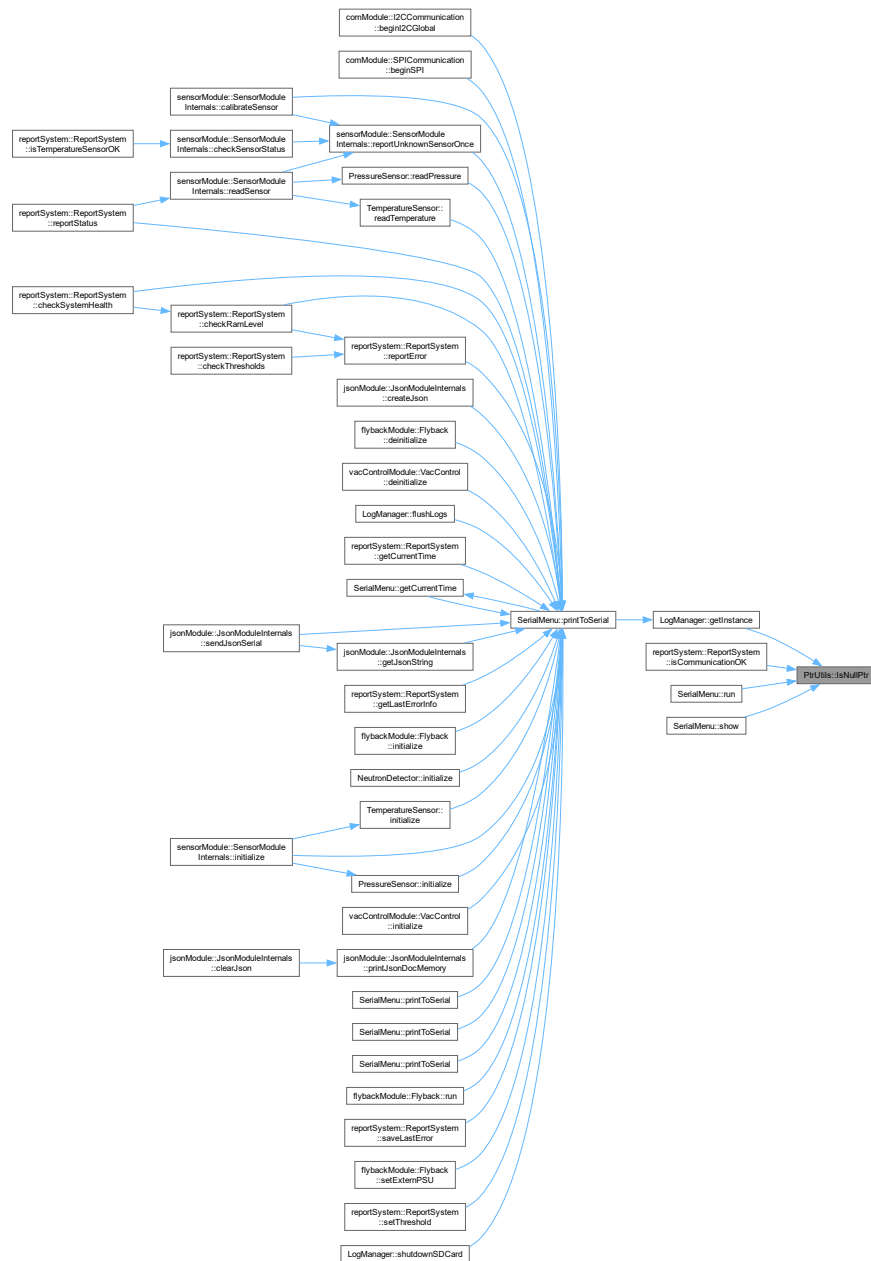 comModule::I2CCommunication
::beginI2CGlobal
comModule::SPICommunication
::beginSPI
sensorModule::SensorModule
Internals::calibrateSensor
sensorModule::SensorModule
Internals::reportUnknownSensorOnce
reportSystem::ReportSystem
::isTemperatureSensorOK
sensorModule::SensorModule
Internals::checkSensorStatus
sensorModule::SensorModule
Internals::readSensor
PressureSensor::readPressure
TemperatureSensor::
readTemperature
reportSystem::ReportSystem
::reportStatus
reportSystem::ReportSystem
::checkSystemHealth
reportSystem::ReportSystem
::checkRamLevel
reportSystem::ReportSystem
::reportError
reportSystem::ReportSystem
::checkThresholds
jsonModule::JsonModuleInternals
::createJson
flybackModule::Flyback
::deinitialize
vacControlModule::VacControl
::deinitialize
LogManager::flushLogs
reportSystem::ReportSystem
::getCurrentTime
SerialMenu::getCurrentTime
SerialMenu::printToSerial
LogManager::getInstance
jsonModule::JsonModuleInternals
::sendJsonSerial
jsonModule::JsonModuleInternals
::getJsonString
reportSystem::ReportSystem
::isCommunicationOK
PtrUtils::IsNullPtr
SerialMenu::run
SerialMenu::show
reportSystem::ReportSystem
::getLastErrorInfo
flybackModule::Flyback
::initialize
NeutronDetector::initialize
TemperatureSensor::
initialize
sensorModule::SensorModule
Internals::initialize
PressureSensor::initialize
vacControlModule::VacControl
::initialize
jsonModule::JsonModuleInternals
::clearJson
jsonModule::JsonModuleInternals
::printJsonDocMemory
SerialMenu::printToSerial
SerialMenu::printToSerial
SerialMenu::printToSerial
flybackModule::Flyback::run
reportSystem::ReportSystem
::saveLastError
flybackModule::Flyback
::setExternPSU
reportSystem::ReportSystem
::setThreshold
LogManager::shutdownSDCard